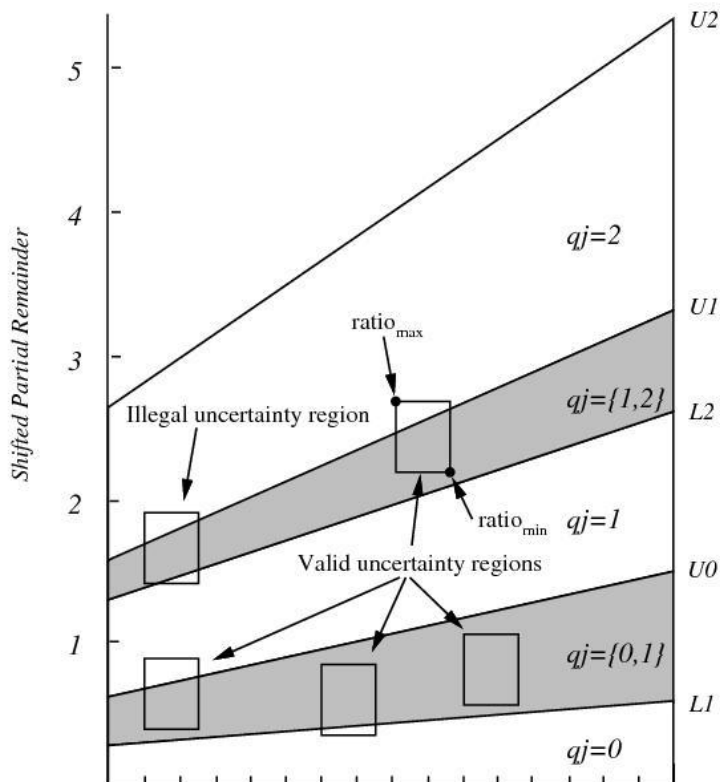 U2
5
Shifted Partial Remainder
4
qj=2
U1
ratiomax
3
qj={1,2}
L2
Illegal uncertainty region
2
qj=1
ratiomin
Valid uncertainty regions
U0
1
qj={0,1}
L1
qj=0